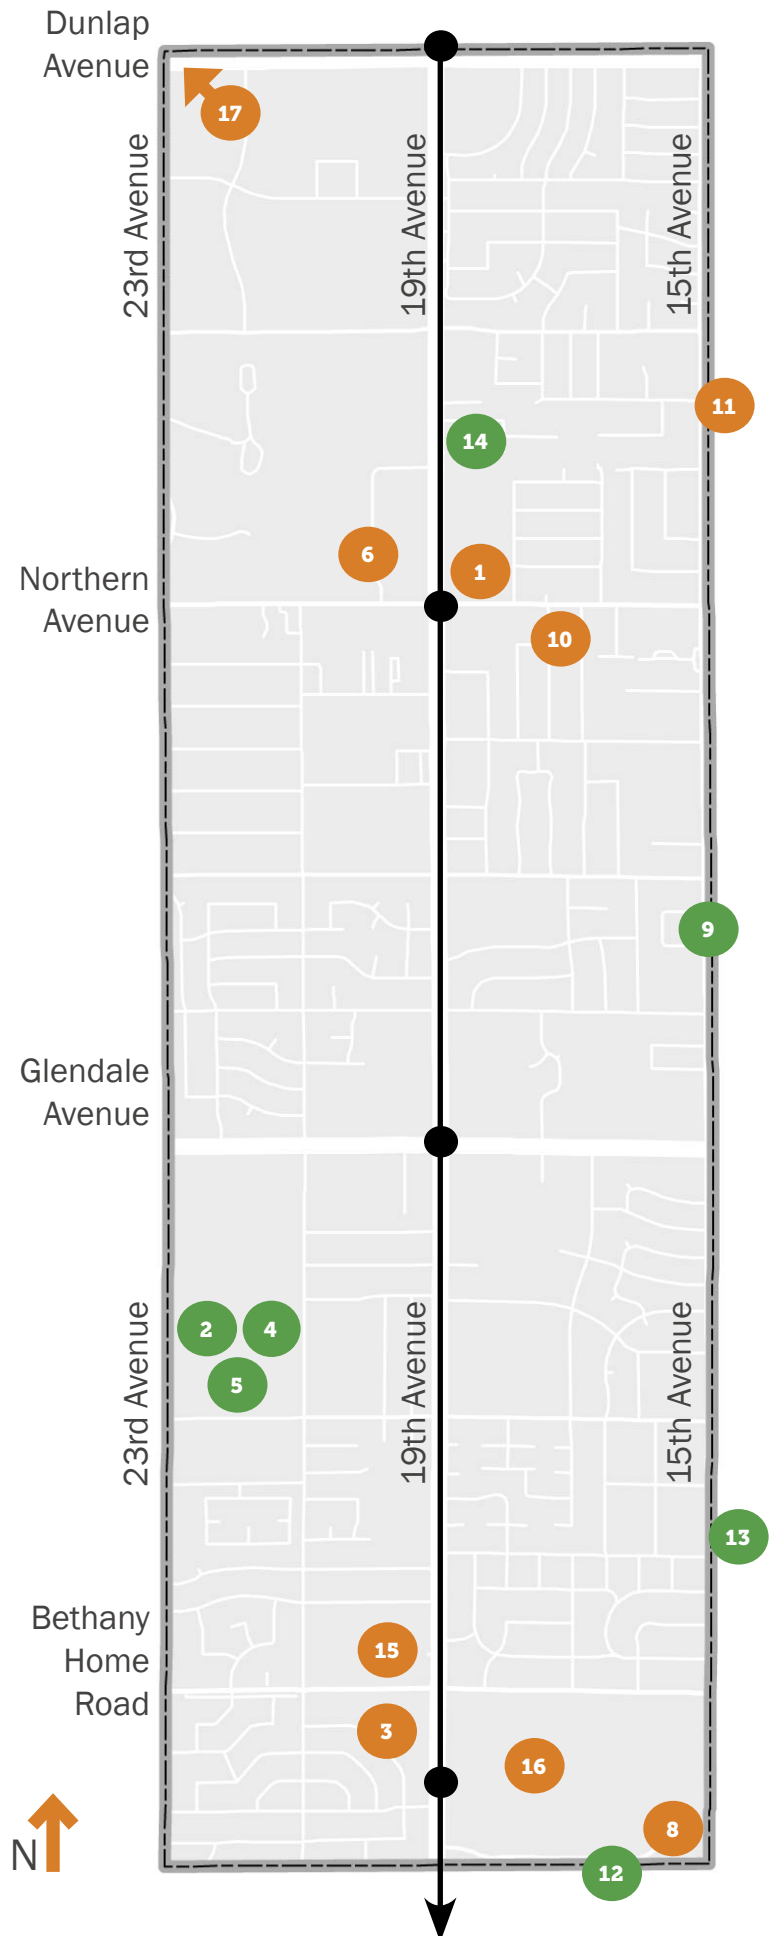 Dunlap
Avenue
17
23rd Avenue
19th Avenue
15th Avenue
11
14
6
1
Northern
Avenue
10
9
Glendale
Avenue
2
4
5
23rd Avenue
19th Avenue
15th Avenue
13
Bethany
Home
Road
15
3
16
8
N
12